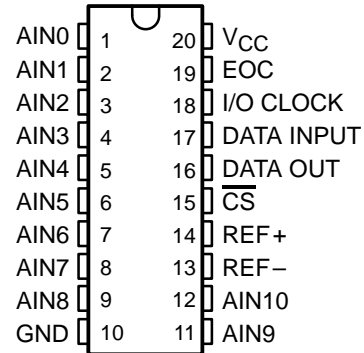 AIN0 1 20 VCC
AIN1 2 19 EOC
AIN2 3 18 I/O CLOCK
AIN3 4 17 DATA INPUT
AIN4 5 16 DATA OUT
AIN5 6 15 C̅S̅
AIN6 7 14 REF+
AIN7 8 13 REF–
AIN8 9 12 AIN10
GND 10 11 AIN9